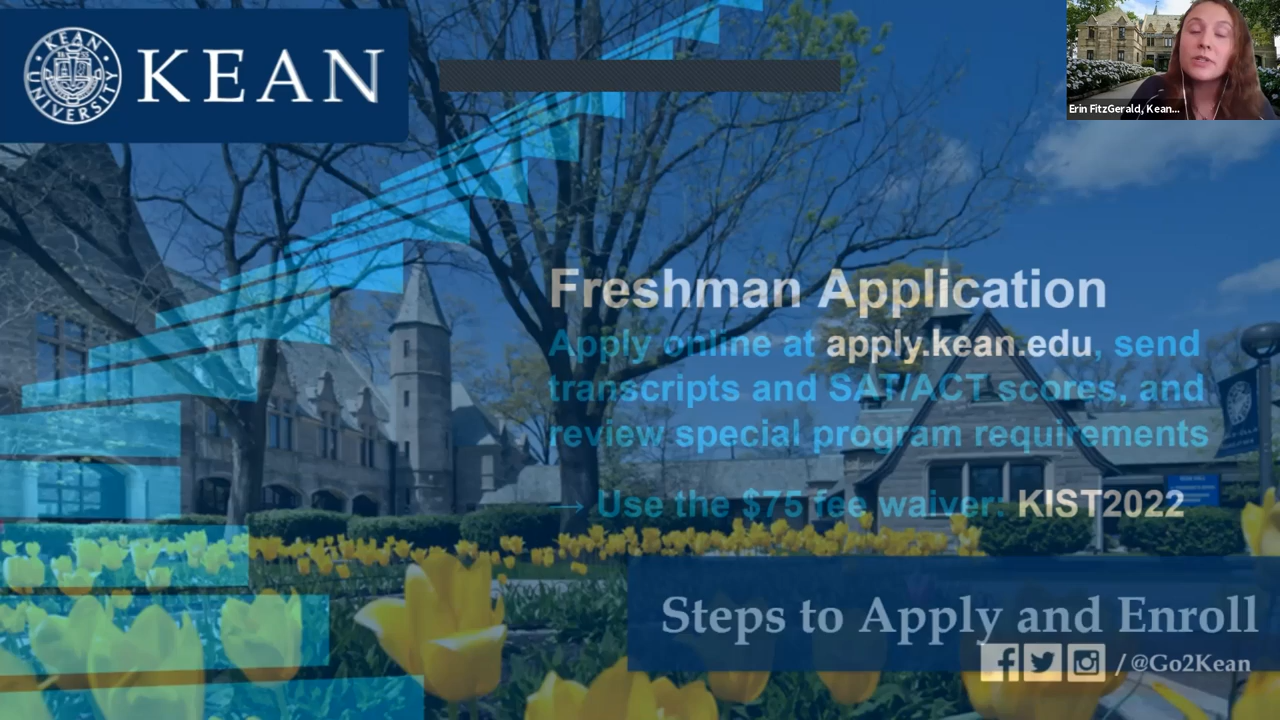 KEAN
UNIVERSITY
KEAN
Erin FitzGerald, Kean...
Freshman Application
Apply online at apply.kean.edu, send
transcripts and SAT/ACT scores, and
review special program requirements
→ Use the $75 fee waiver: KIST2022
Steps to Apply and Enroll
/ @Go2Kean